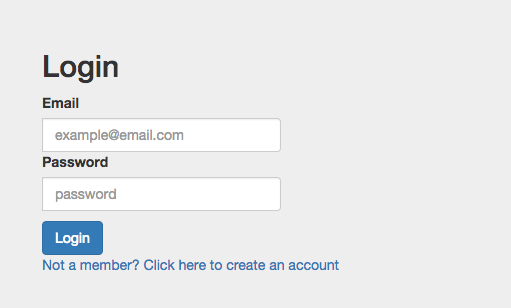 Login
Email
example@email.com
Password
password
Login
Not a member? Click here to create an account